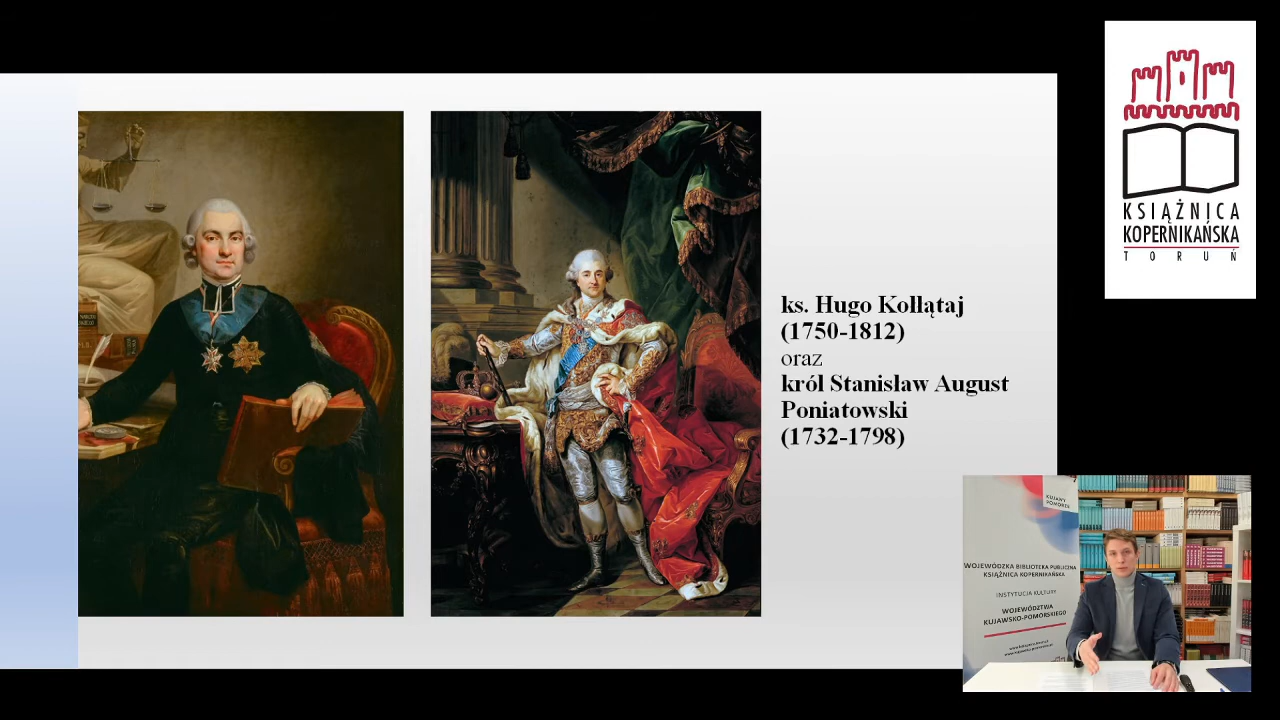 ks. Hugo Kołłątaj
(1750-1812)
oraz
król Stanisław August
Poniatowski
(1732-1798)
KSIĄŻNICA
KOPERNIKAŃSKA
TORUŃ
KUJAWY
POMORZE
WOJEWÓDZKA BIBLIOTEKA PUBLICZNA
KSIĄŻNICA KOPERNIKAŃSKA
INSTYTUCJA KULTURY
WOJEWÓDZTWA
KUJAWSKO-POMORSKIEGO